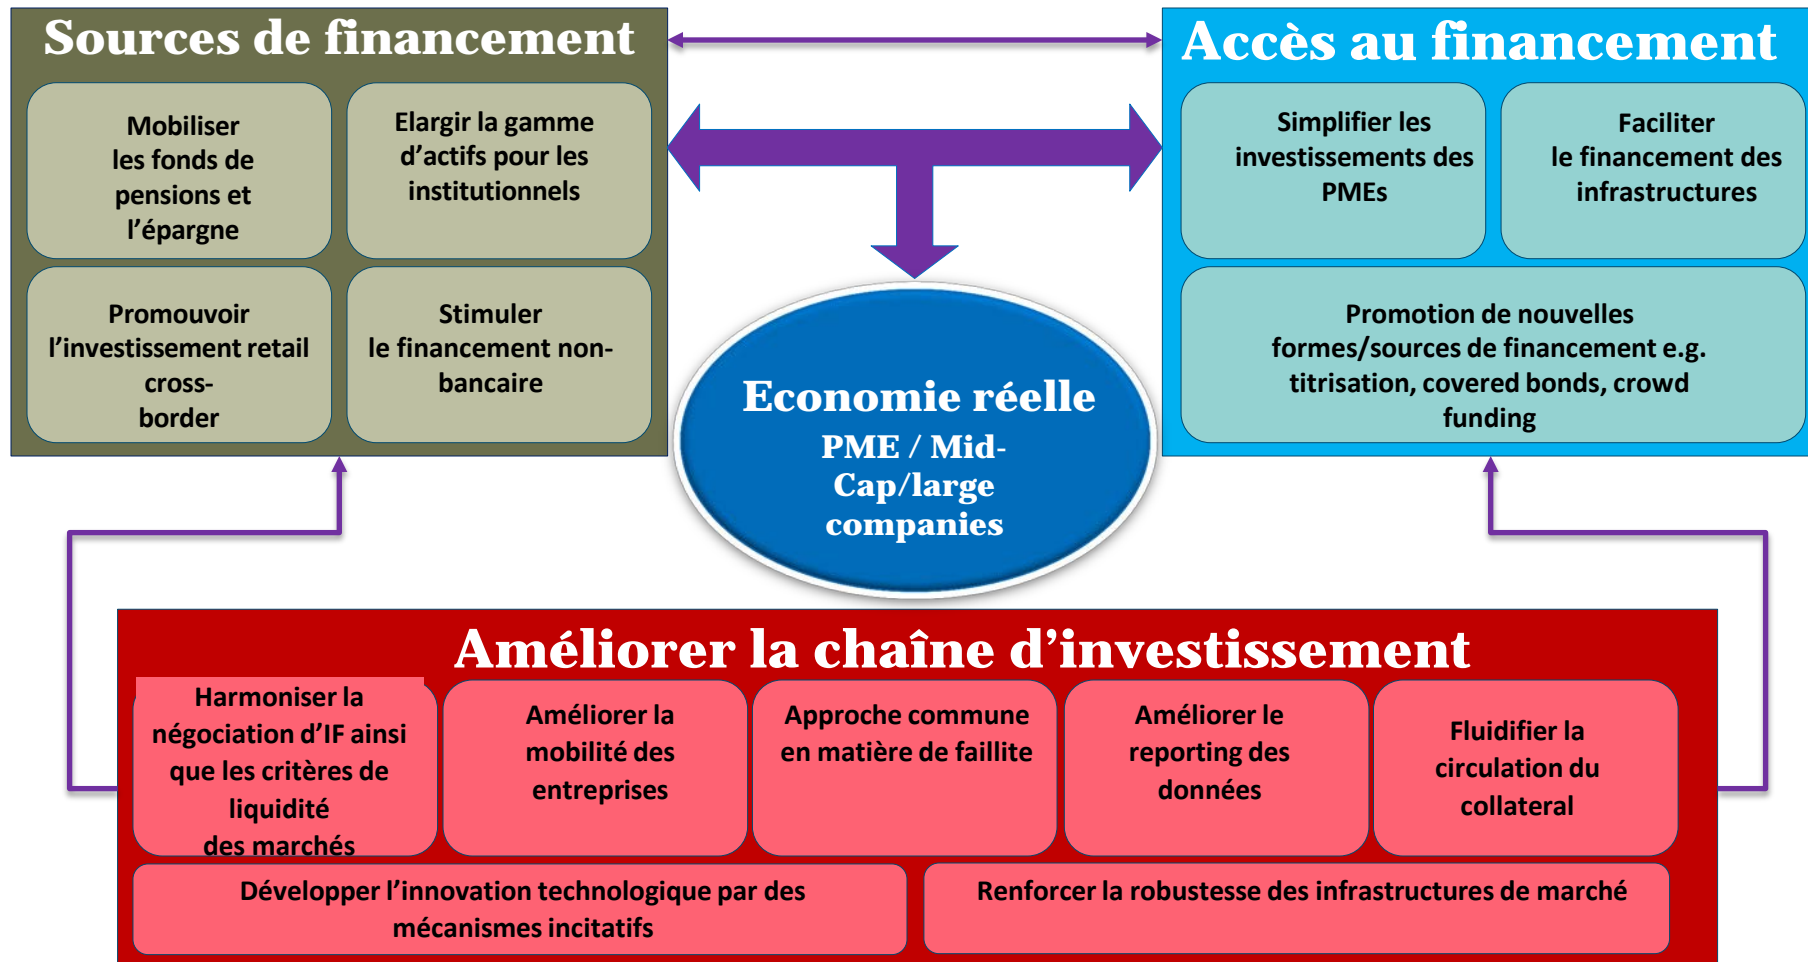 Sources de financement
Mobiliser
les fonds de
pensions et
l’épargne
Elargir la gamme
d’actifs pour les
institutionnels
Promouvoir
l’investissement retail
cross-
border
Stimuler
le financement non-
bancaire
Accès au financement
Simplifier les
investissements des
PMEs
Faciliter
le financement des
infrastructures
Promotion de nouvelles
formes/sources de financement e.g.
titrisation, covered bonds, crowd
funding
Economie réelle
PME / Mid-
Cap/large
companies
Améliorer la chaîne d’investissement
Harmoniser la
négociation d’IF ainsi
que les critères de
liquidité
des marchés
Améliorer la
mobilité des
entreprises
Approche commune
en matière de faillite
Améliorer le
reporting des
données
Fluidifier la
circulation du
collateral
Développer l’innovation technologique par des
mécanismes incitatifs
Renforcer la robustesse des infrastructures de marché